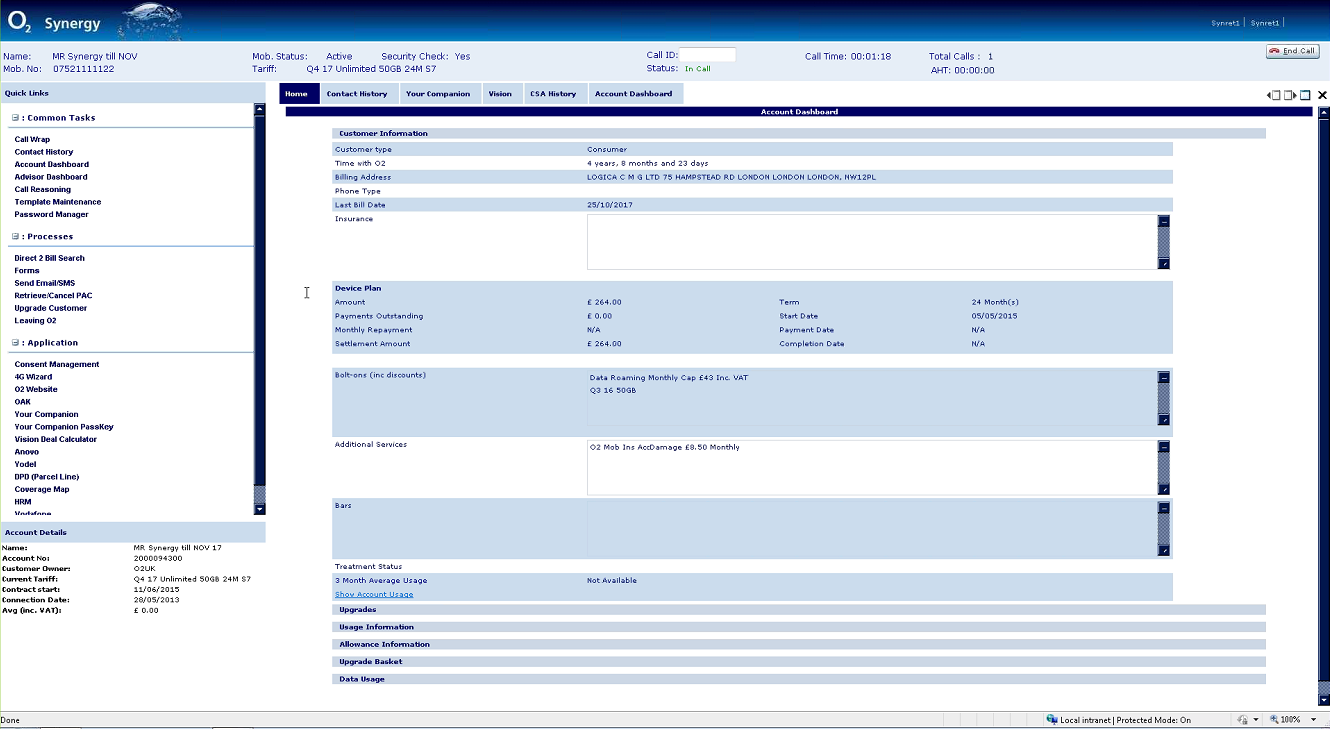 O2 Synergy
Synret1 | Synret1 |
Name: MR Synergy till NOV Mob. Status: Active Security Check: Yes Call ID: Call Time: 00:01:18 Total Calls : 1 End Call
Mob. No: 07521111122 Tariff: Q4 17 Unlimited 50GB 24M S7 Status: In Call AHT: 00:00:00
Quick Links
Home Contact History Your Companion Vision CSA History Account Dashboard
: Common Tasks
Call Wrap
Contact History
Account Dashboard
Advisor Dashboard
Call Reasoning
Template Maintenance
Password Manager
: Processes
Direct 2 Bill Search
Forms
Send Email/SMS
Retrieve/Cancel PAC
Upgrade Customer
Leaving O2
: Application
Consent Management
4G Wizard
O2 Website
OAK
Your Companion
Your Companion PassKey
Vision Deal Calculator
Anovo
Yodel
DPD (Parcel Line)
Coverage Map
HRM
Vodafone
Account Details
Name: MR Synergy till NOV 17
Account No: 2000094300
Customer Owner: O2UK
Current Tariff: Q4 17 Unlimited 50GB 24M S7
Contract start: 11/06/2015
Connection Date: 28/05/2013
Avg (inc. VAT): £ 0.00
Account Dashboard
Customer Information
Customer type Consumer
Time with O2 4 years, 8 months and 23 days
Billing Address LOGICA C M G LTD 75 HAMPSTEAD RD LONDON LONDON LONDON, NW12PL
Phone Type
Last Bill Date 25/10/2017
Insurance
Device Plan
Amount £ 264.00 Term 24 Month(s)
Payments Outstanding £ 0.00 Start Date 05/05/2015
Monthly Repayment N/A Payment Date N/A
Settlement Amount £ 264.00 Completion Date N/A
Bolt-ons (inc discounts) Data Roaming Monthly Cap £43 Inc. VAT
Q3 16 50GB
Additional Services O2 Mob Ins AccDamage £8.50 Monthly
Bars
Treatment Status
3 Month Average Usage Not Available
Show Account Usage
Upgrades
Usage Information
Allowance Information
Upgrade Basket
Data Usage
Done Local intranet | Protected Mode: On 100%